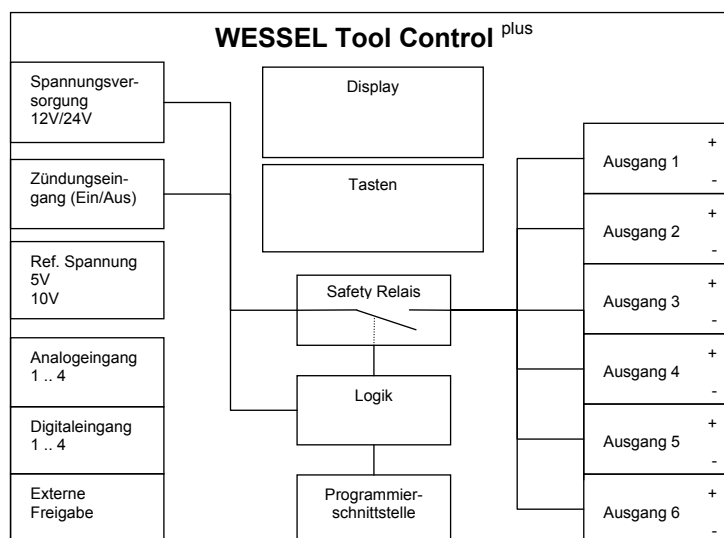 WESSEL Tool Control plus
Spannungsver-
sorgung
12V/24V
Zündungsein-
gang (Ein/Aus)
Ref. Spannung
5V
10V
Analogeingang
1 .. 4
Digitaleingang
1 .. 4
Externe
Freigabe
Display
Tasten
Safety Relais
Logik
Programmier-
schnittstelle
+
Ausgang 1
-
+
Ausgang 2
-
+
Ausgang 3
-
+
Ausgang 4
-
+
Ausgang 5
-
+
Ausgang 6
-